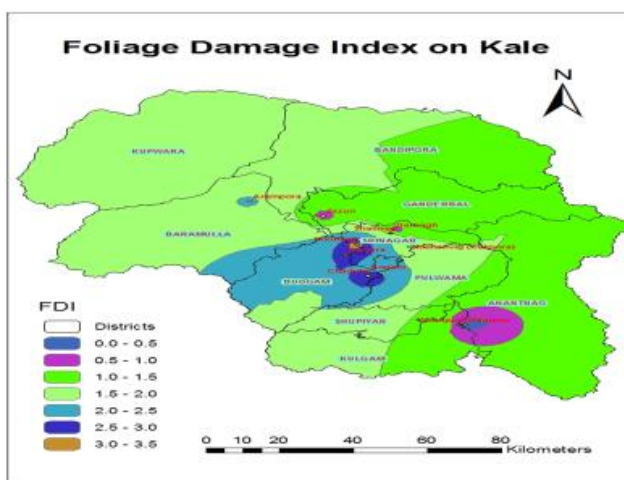 Foliage Damage Index on Kale
N
KUPWARA
BANDIPORA
GANDERBAL
BARAMULLA
SRINAGAR
BUDGAM
PULWAMA
ANANTNAG
SHUPIYAN
KULGAM
FDI
Districts
0.0 - 0.5
0.5 - 1.0
1.0 - 1.5
1.5 - 2.0
2.0 - 2.5
2.5 - 3.0
3.0 - 3.5
0 20 40 60 80
Kilometers